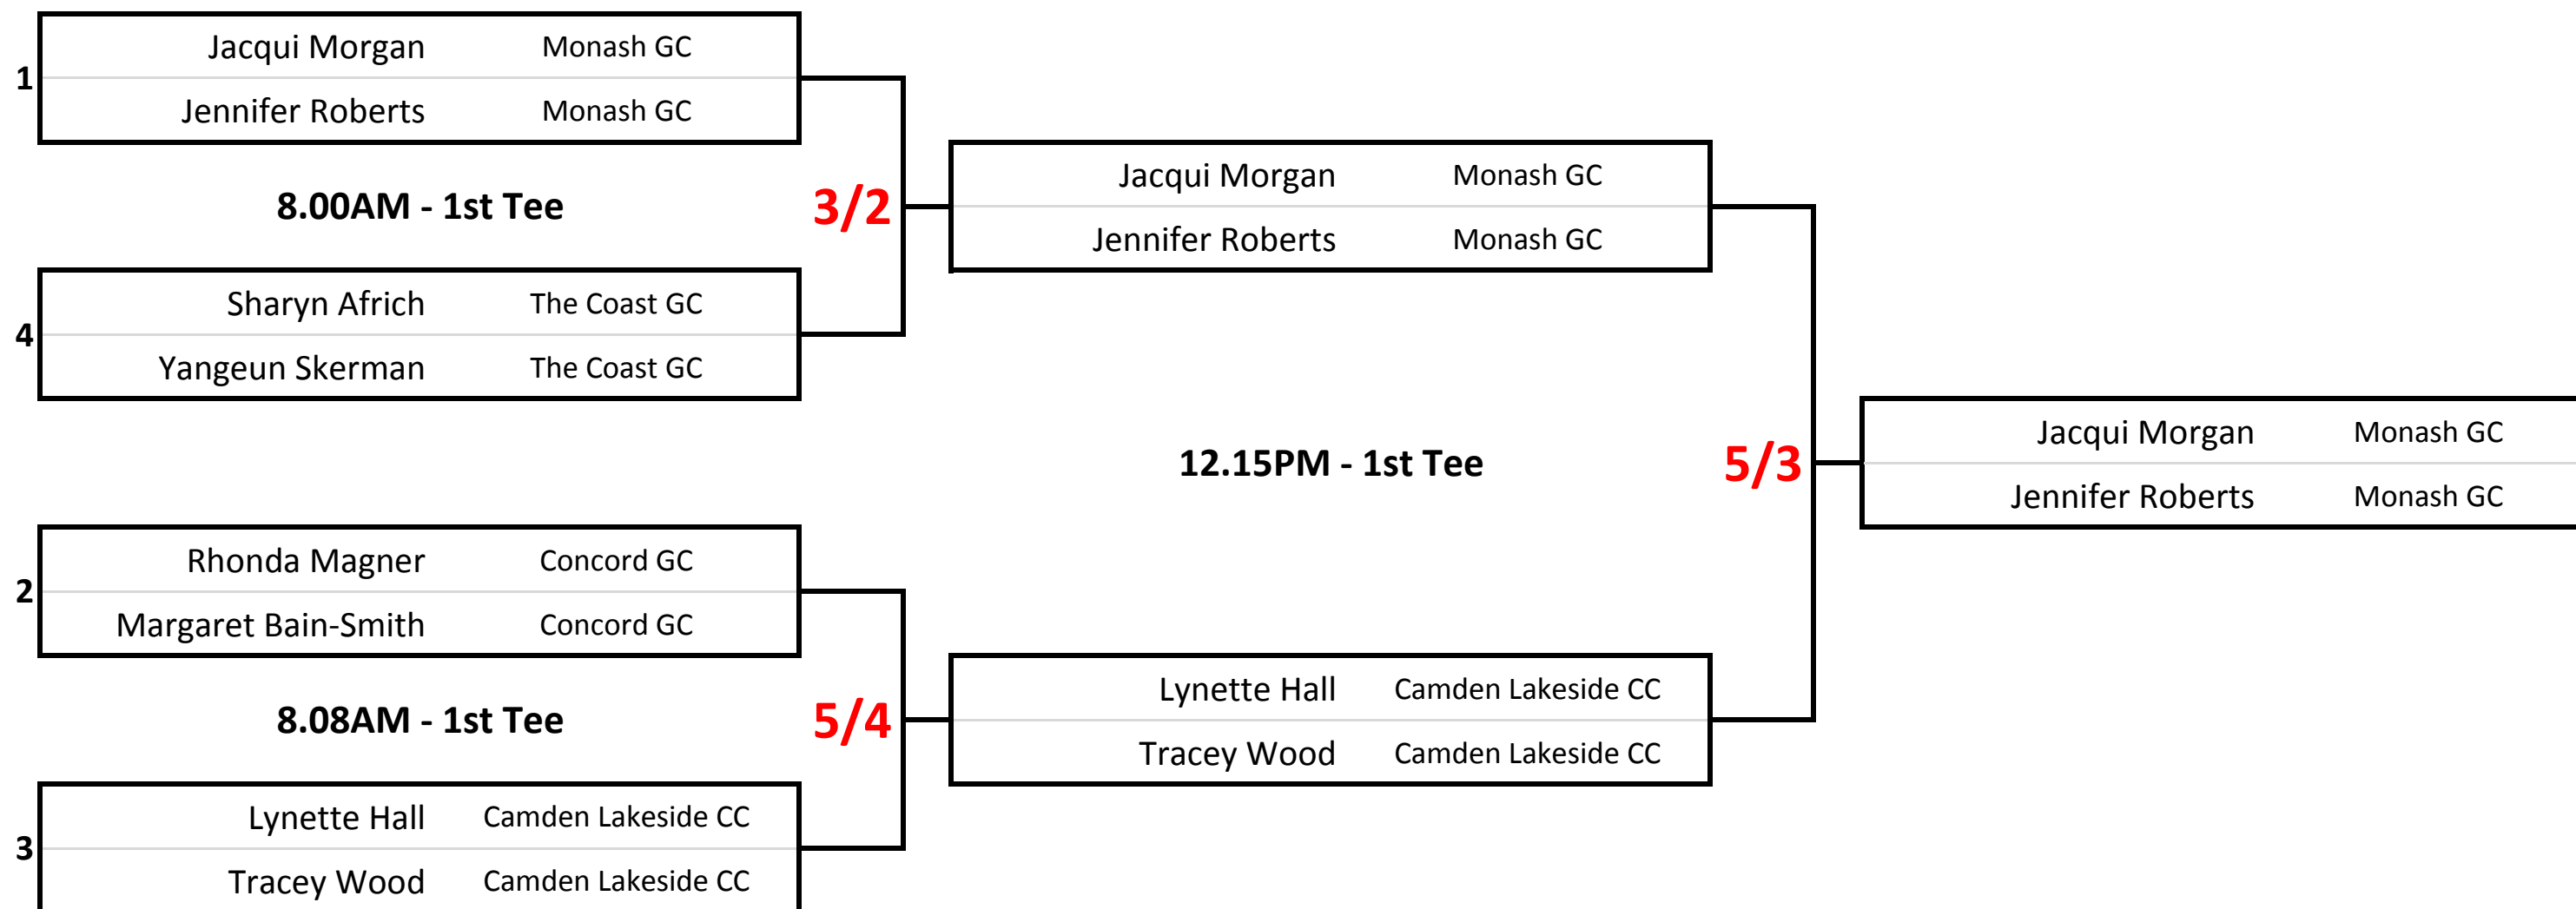 Jacqui Morgan Monash GC
1
Jennifer Roberts Monash GC
8.00AM - 1st Tee 3/2
Sharyn Africh The Coast GC
4
Yangeun Skerman The Coast GC
Rhonda Magner Concord GC
2
Margaret Bain-Smith Concord GC
8.08AM - 1st Tee 5/4
Lynette Hall Camden Lakeside CC
3
Tracey Wood Camden Lakeside CC
Jacqui Morgan Monash GC
Jennifer Roberts Monash GC
12.15PM - 1st Tee 5/3
Lynette Hall Camden Lakeside CC
Tracey Wood Camden Lakeside CC
Jacqui Morgan Monash GC
Jennifer Roberts Monash GC